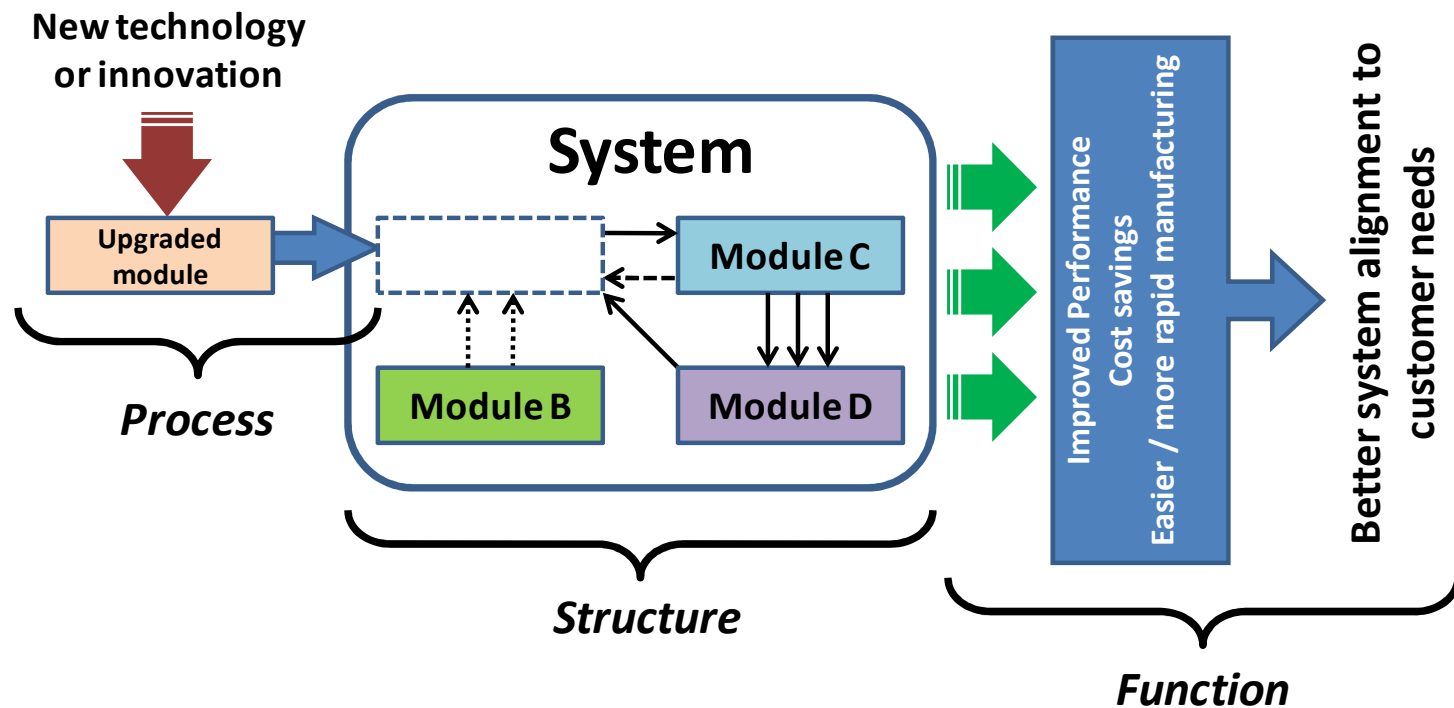 New technology
or innovation
System
Upgraded
module
Module C
Module B
Module D
Process
Structure
Improved Performance
Cost savings
Easier / more rapid manufacturing
Better system alignment to
customer needs
Function